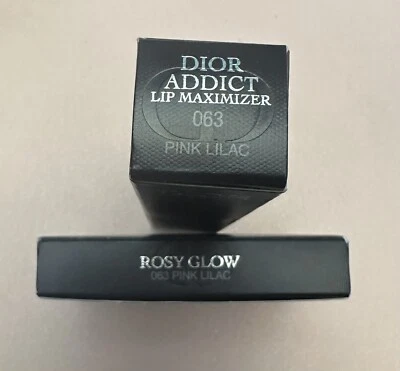 DIOR
ADDICT
LIP MAXIMIZER
063
PINK LILAC
ROSY GLOW
063 PINK LILAC